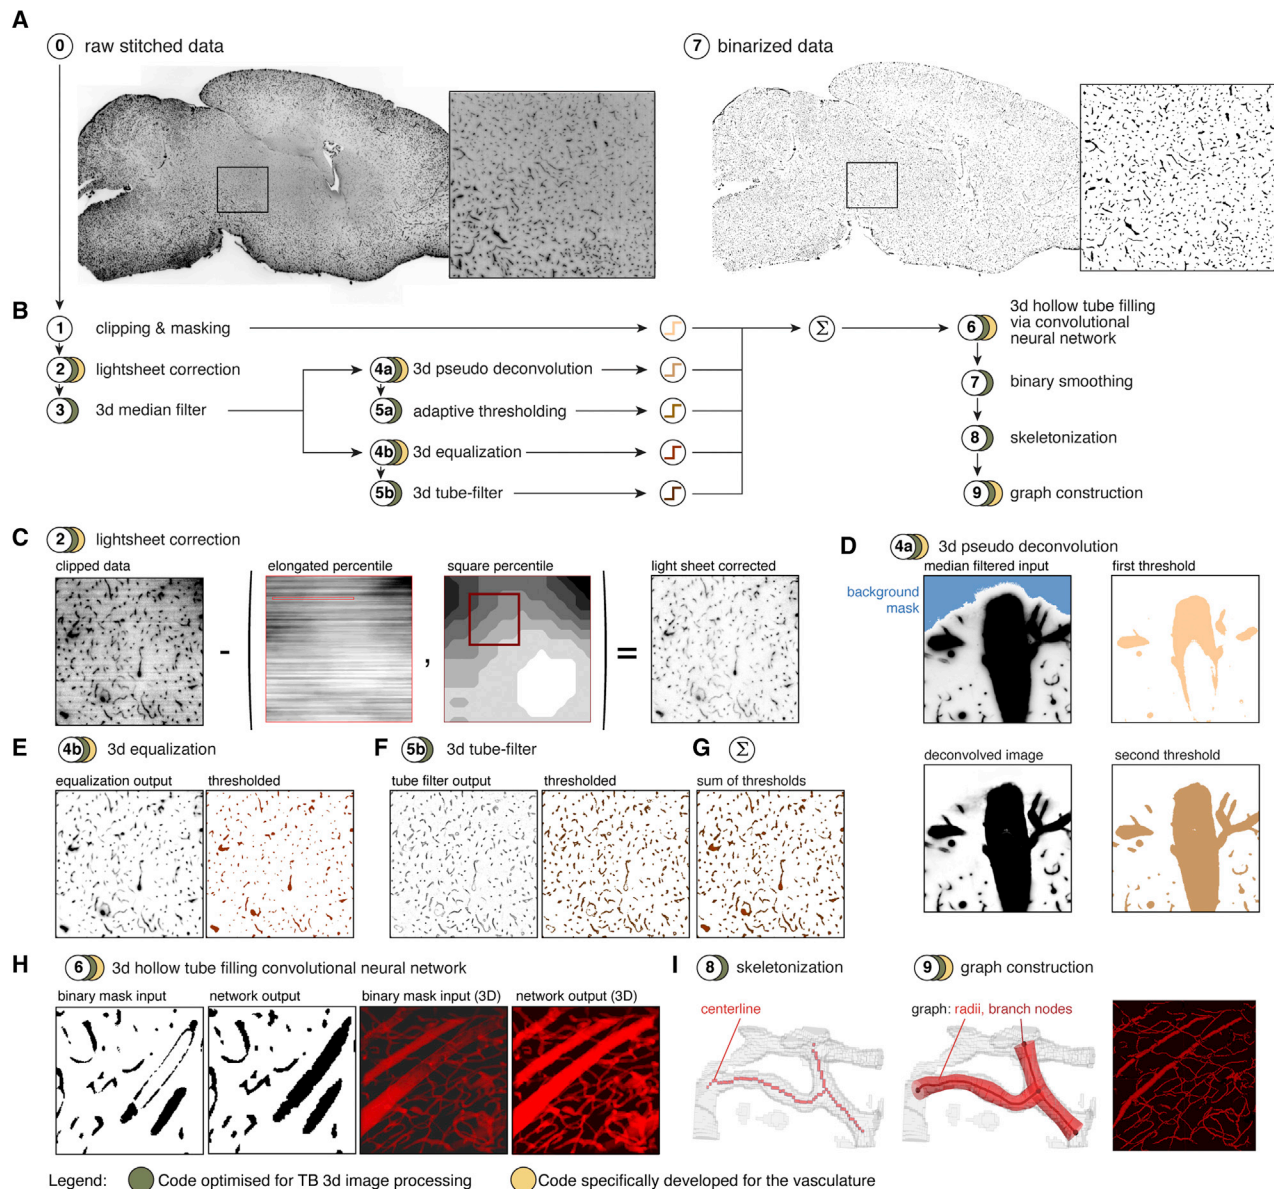 A
0 raw stitched data
7 binarized data
B
1 clipping & masking
2 lightsheet correction
3 3d median filter
4a 3d pseudo deconvolution
5a adaptive thresholding
4b 3d equalization
5b 3d tube-filter
Σ
6 3d hollow tube filling
via convolutional
neural network
7 binary smoothing
8 skeletonization
9 graph construction
C 2 lightsheet correction
clipped data
elongated percentile
square percentile
light sheet corrected
- ( , ) =
D 4a 3d pseudo deconvolution
median filtered input
first threshold
background
mask
deconvolved image
second threshold
E 4b 3d equalization
equalization output
thresholded
F 5b 3d tube-filter
tube filter output
thresholded
G Σ
sum of thresholds
H 6 3d hollow tube filling convolutional neural network
binary mask input
network output
binary mask input (3D)
network output (3D)
I 8 skeletonization
centerline
9 graph construction
graph: radii, branch nodes
Legend: Code optimised for TB 3d image processing
Code specifically developed for the vasculature